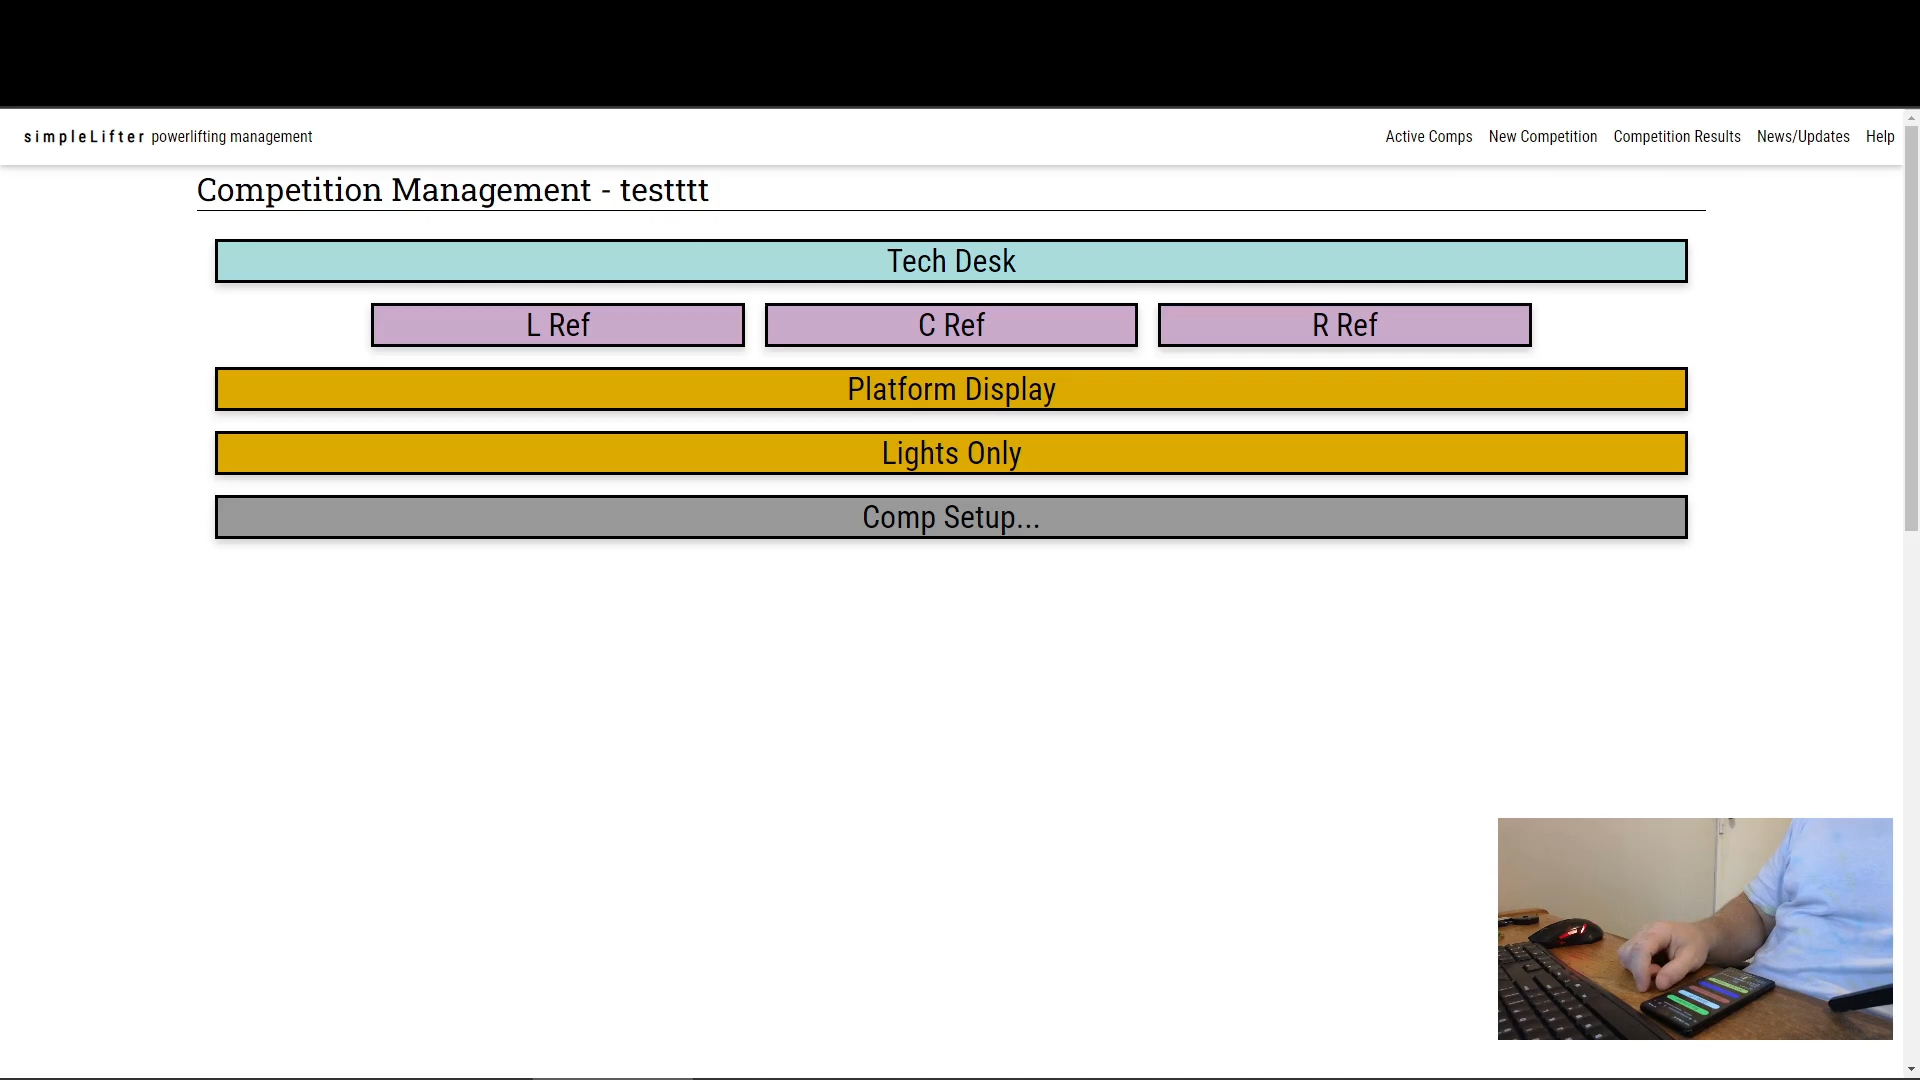 simpleLifter powerlifting management
Active Comps New Competition Competition Results News/Updates Help
Competition Management - testttt
Tech Desk
L Ref C Ref R Ref
Platform Display
Lights Only
Comp Setup...